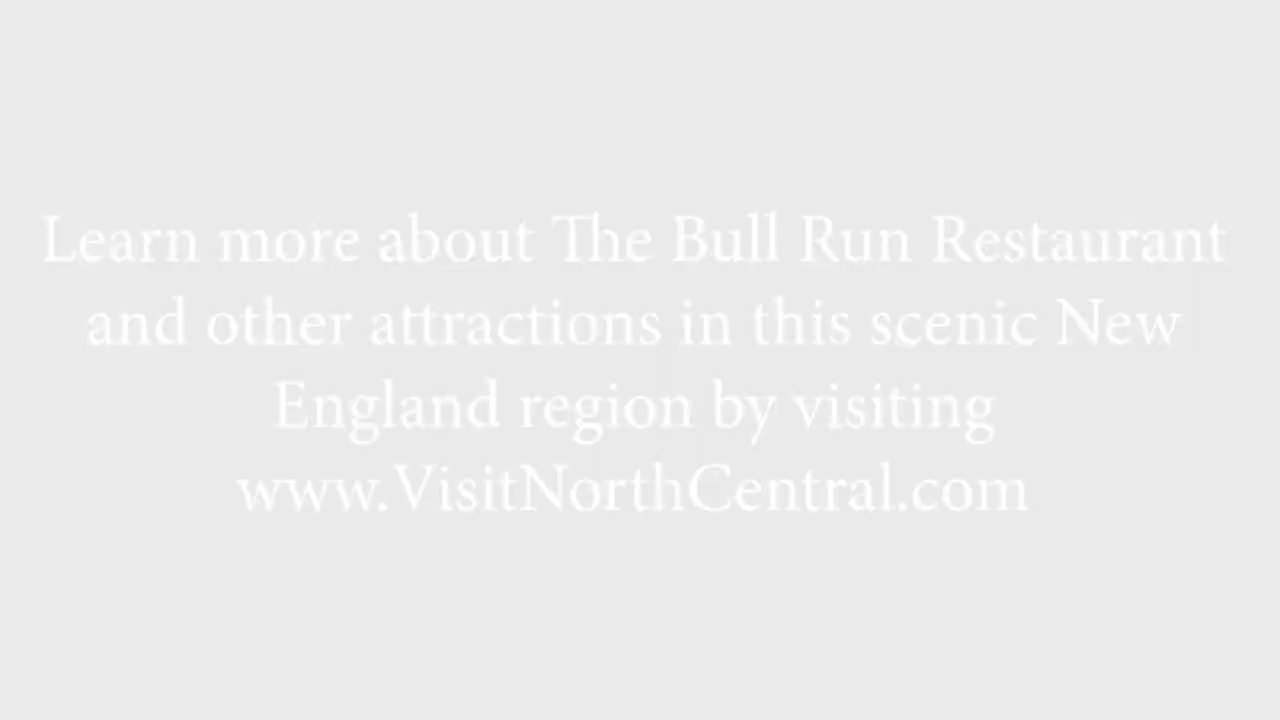 Learn more about The Bull Run Restaurant
and other attractions in this scenic New
England region by visiting
www.VisitNorthCentral.com